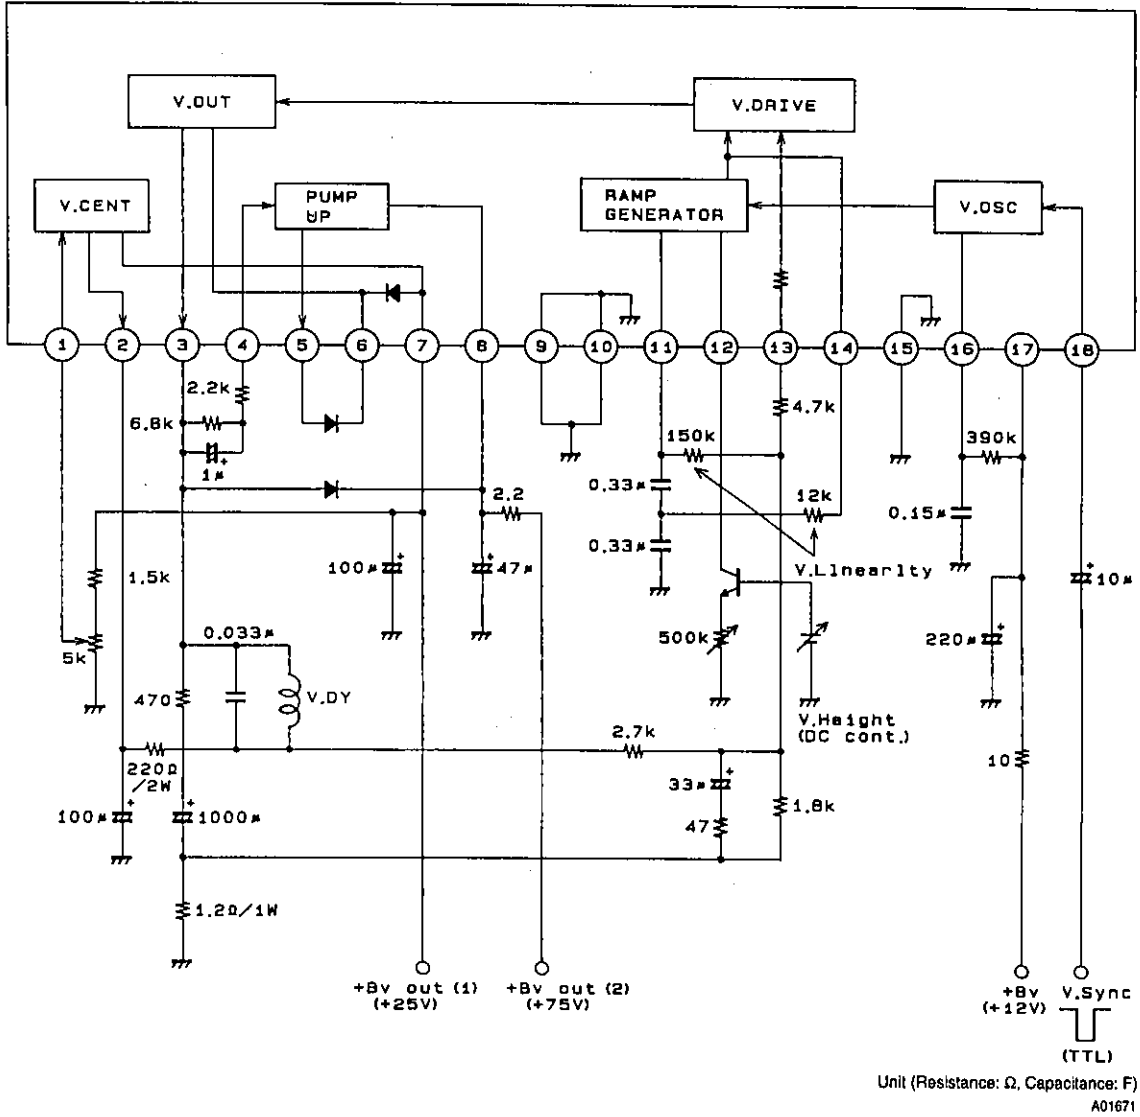 V.OUT
V.DRIVE
V.CENT
PUMP
UP
RAMP
GENERATOR
V.OSC
1 2 3 4 5 6 7 8 9 10 11 12 13 14 15 16 17 18
2.2k
6.8k
1μ
+
4.7k
150k
390k
0.33μ
2.2
12k
0.15μ
0.33μ
100μ
+
47μ
+
1.5k
V.Linearity
10μ
+
0.033μ
5k
500k
220μ
+
470
V.DY
V.Height
(DC cont.)
2.7k
220Ω
/2W
10
33μ
+
100μ
+
1000μ
+
1.8k
47
1.2Ω/1W
+Bv out (1)
(+25V)
+Bv out (2)
(+75V)
+Bv
(+12V)
V.Sync
(TTL)
Unit (Resistance: Ω, Capacitance: F)
A01671